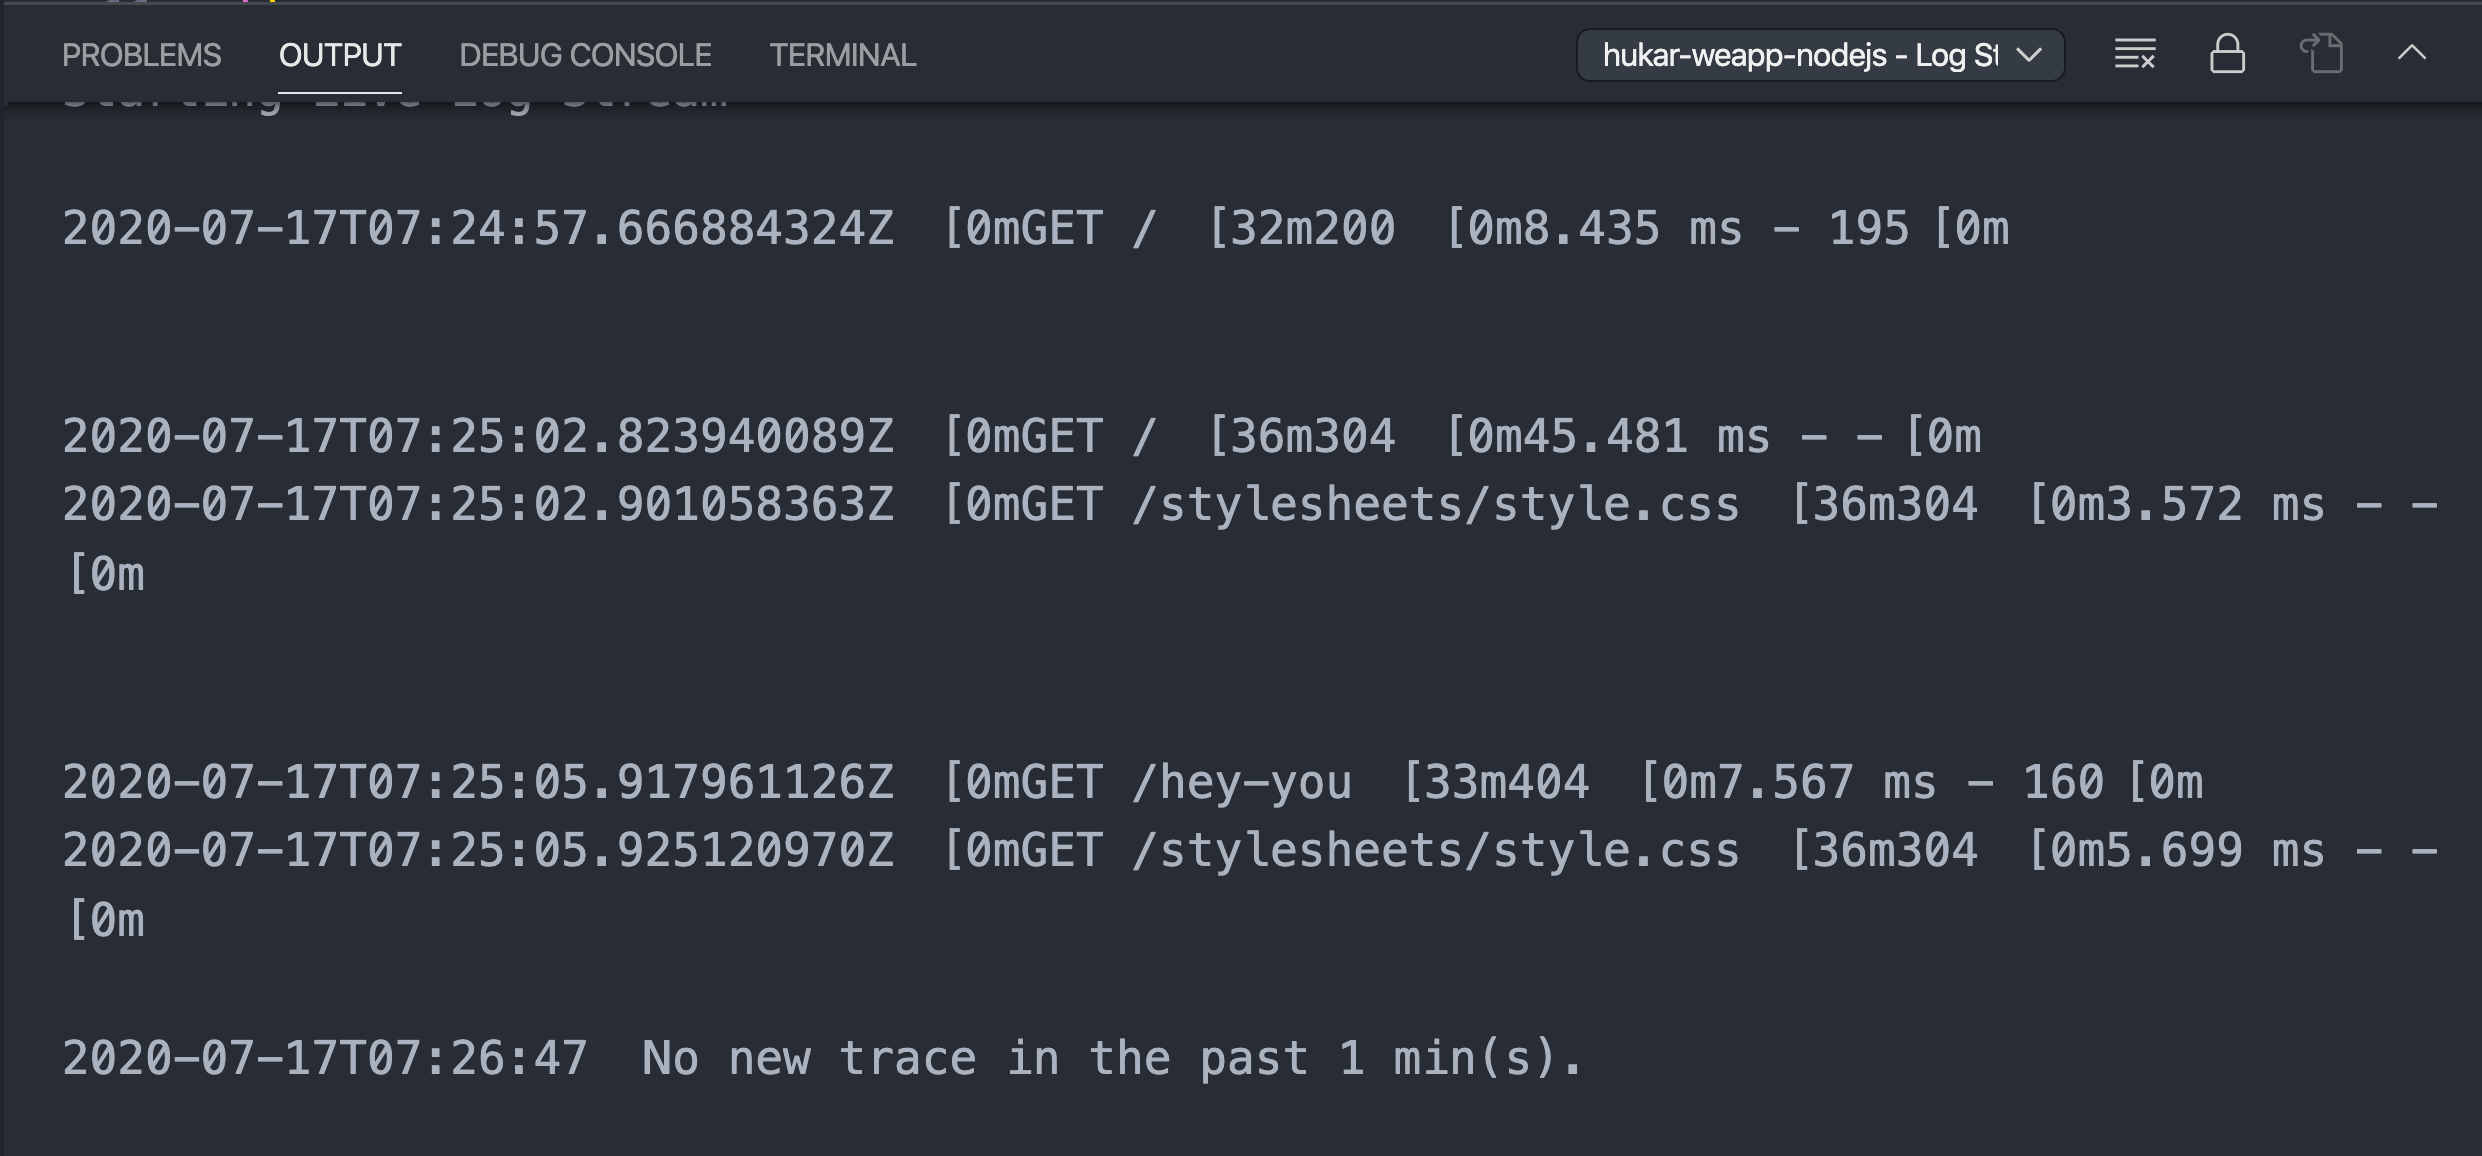 PROBLEMS OUTPUT DEBUG CONSOLE TERMINAL hukar-weapp-nodejs - Log St
Starting Live Log Stream
2020-07-17T07:24:57.666884324Z  [0mGET /  [32m200  [0m8.435 ms - 195 [0m
2020-07-17T07:25:02.823940089Z  [0mGET /  [36m304  [0m45.481 ms - - [0m
2020-07-17T07:25:02.901058363Z  [0mGET /stylesheets/style.css  [36m304  [0m3.572 ms - -
[0m
2020-07-17T07:25:05.917961126Z  [0mGET /hey-you  [33m404  [0m7.567 ms - 160 [0m
2020-07-17T07:25:05.925120970Z  [0mGET /stylesheets/style.css  [36m304  [0m5.699 ms - -
[0m
2020-07-17T07:26:47  No new trace in the past 1 min(s).